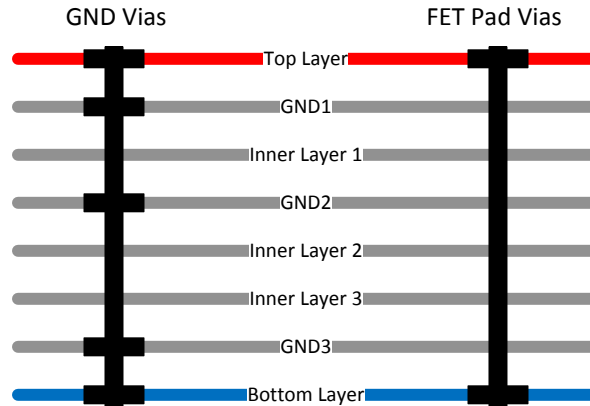 GND Vias
FET Pad Vias
Top Layer
GND1
Inner Layer 1
GND2
Inner Layer 2
Inner Layer 3
GND3
Bottom Layer